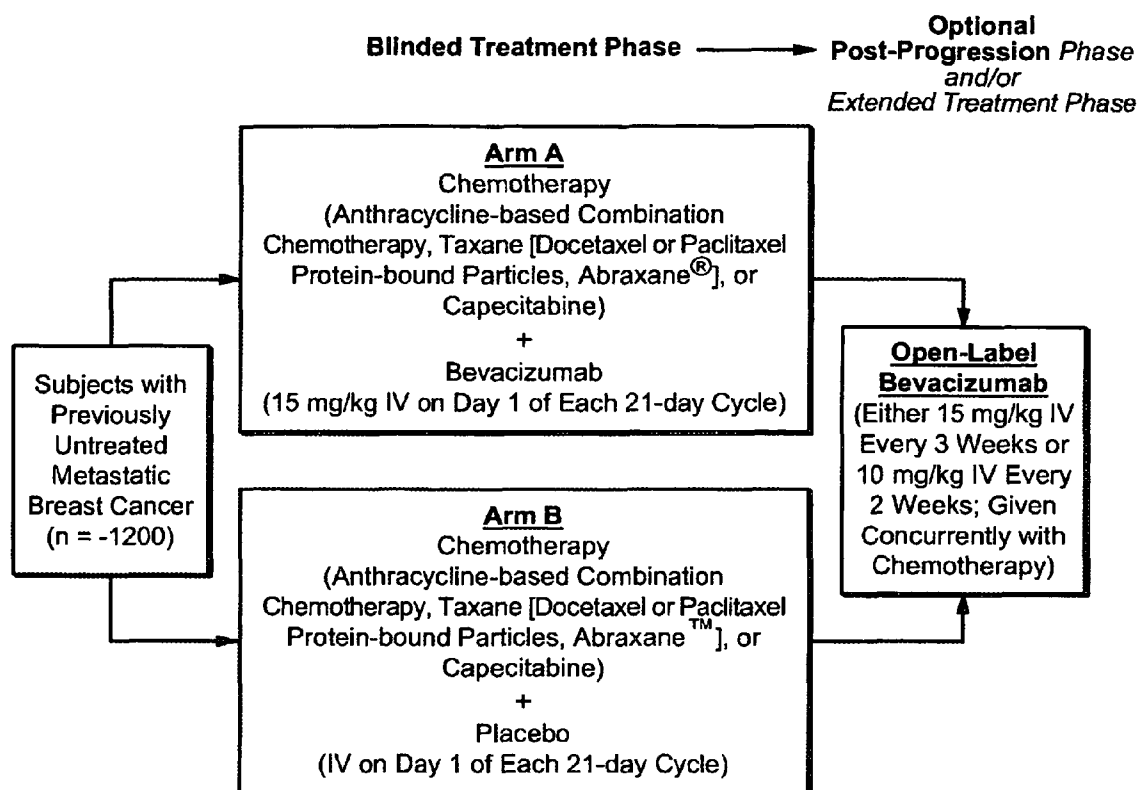 Blinded Treatment Phase
Optional
Post-Progression Phase
and/or
Extended Treatment Phase
Subjects with
Previously
Untreated
Metastatic
Breast Cancer
(n = -1200)
Arm A
Chemotherapy
(Anthracycline-based Combination
Chemotherapy, Taxane [Docetaxel or Paclitaxel
Protein-bound Particles, Abraxane®], or
Capecitabine)
+
Bevacizumab
(15 mg/kg IV on Day 1 of Each 21-day Cycle)
Arm B
Chemotherapy
(Anthracycline-based Combination
Chemotherapy, Taxane [Docetaxel or Paclitaxel
Protein-bound Particles, Abraxane™], or
Capecitabine)
+
Placebo
(IV on Day 1 of Each 21-day Cycle)
Open-Label
Bevacizumab
(Either 15 mg/kg IV
Every 3 Weeks or
10 mg/kg IV Every
2 Weeks; Given
Concurrently with
Chemotherapy)